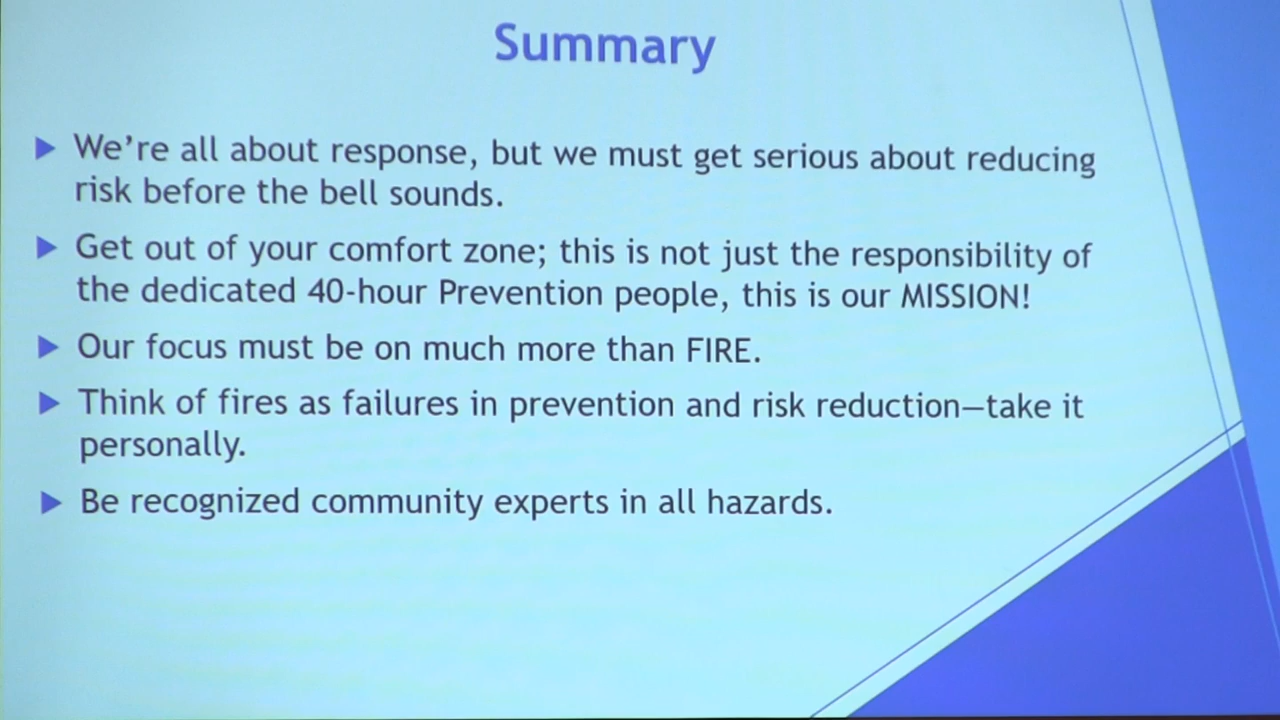 Summary
We're all about response, but we must get serious about reducing
risk before the bell sounds.
Get out of your comfort zone; this is not just the responsibility of
the dedicated 40-hour Prevention people, this is our MISSION!
Our focus must be on much more than FIRE.
Think of fires as failures in prevention and risk reduction—take it
personally.
Be recognized community experts in all hazards.